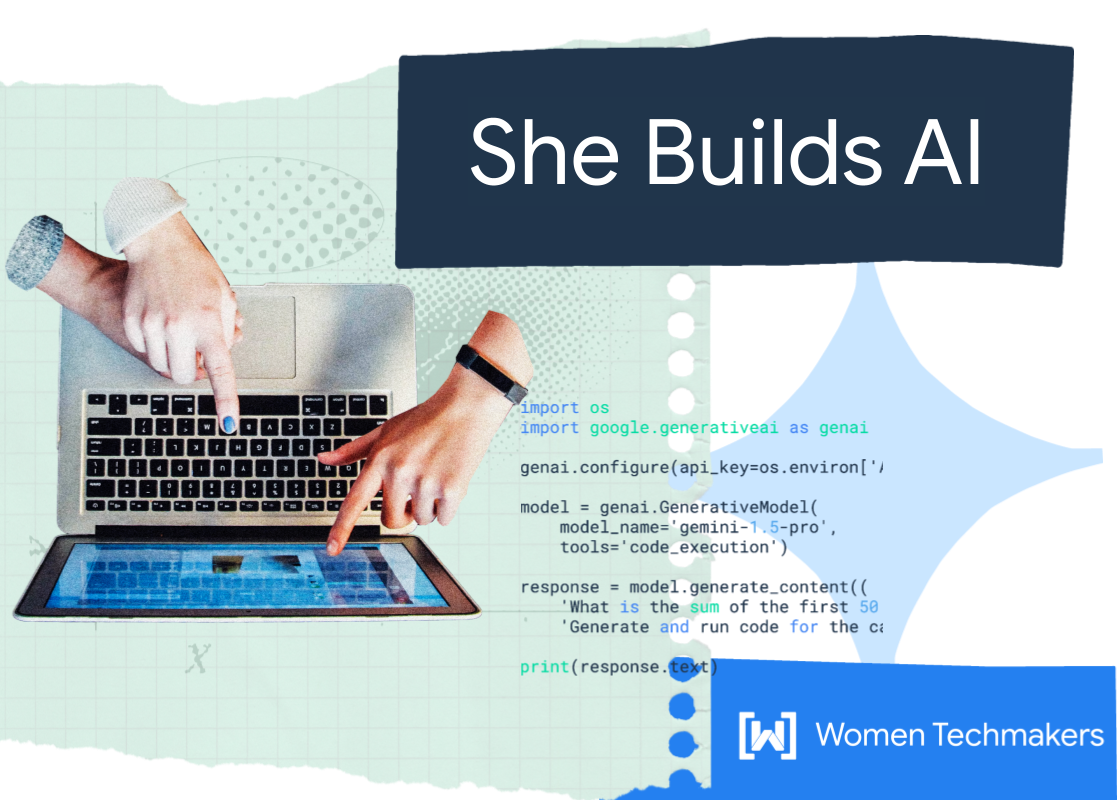 She Builds AI
import os
import google.generativeai as genai
genai.configure(api_key=os.environ['
model = genai.GenerativeModel(
    model_name='gemini-1.5-pro',
    tools='code_execution')
response = model.generate_content((
    'What is the sum of the first 50
    'Generate and run code for the
print(response.text)
Women Techmakers